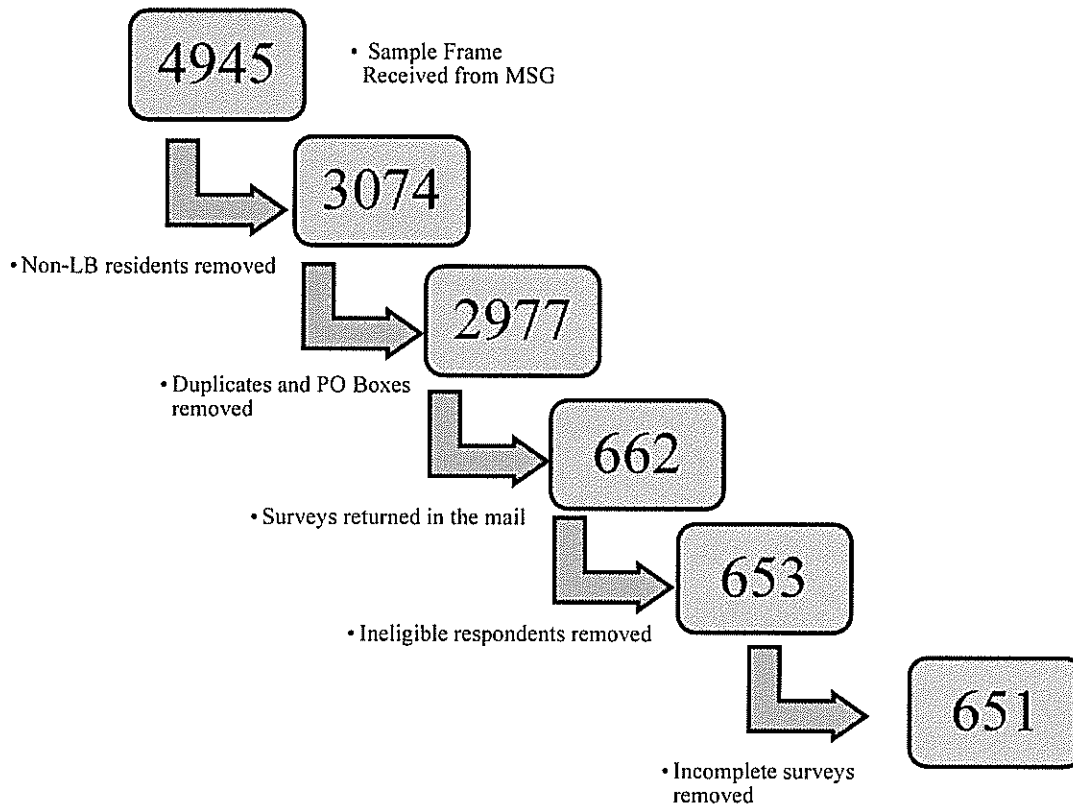 4945
• Sample Frame
Received from MSG
3074
• Non-LB residents removed
2977
• Duplicates and PO Boxes
removed
662
• Surveys returned in the mail
653
• Ineligible respondents removed
651
• Incomplete surveys
removed